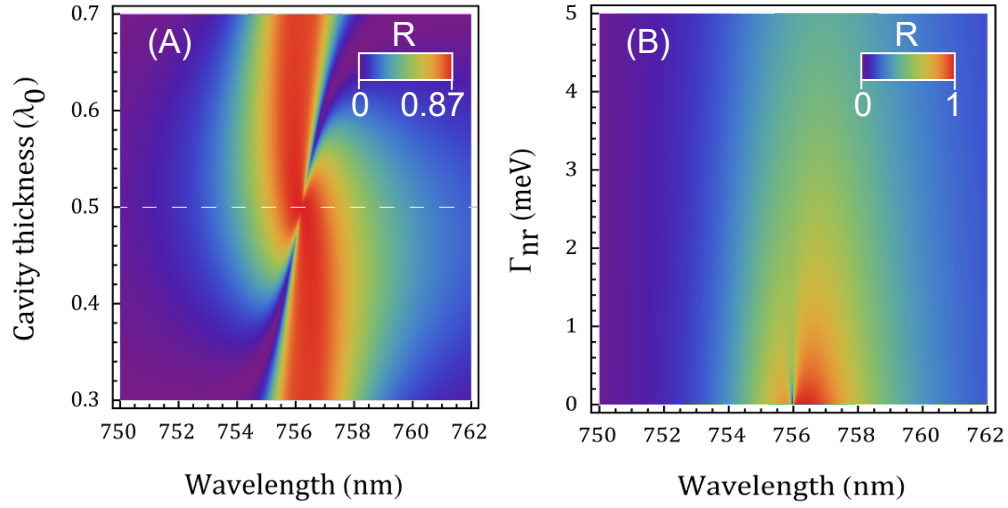 (A)
R
0 0.87
0.7
0.6
0.5
0.4
0.3
Cavity thickness (λ0)
750 752 754 756 758 760 762
Wavelength (nm)
(B)
R
0 1
5
4
3
2
1
0
Γnr (meV)
750 752 754 756 758 760 762
Wavelength (nm)